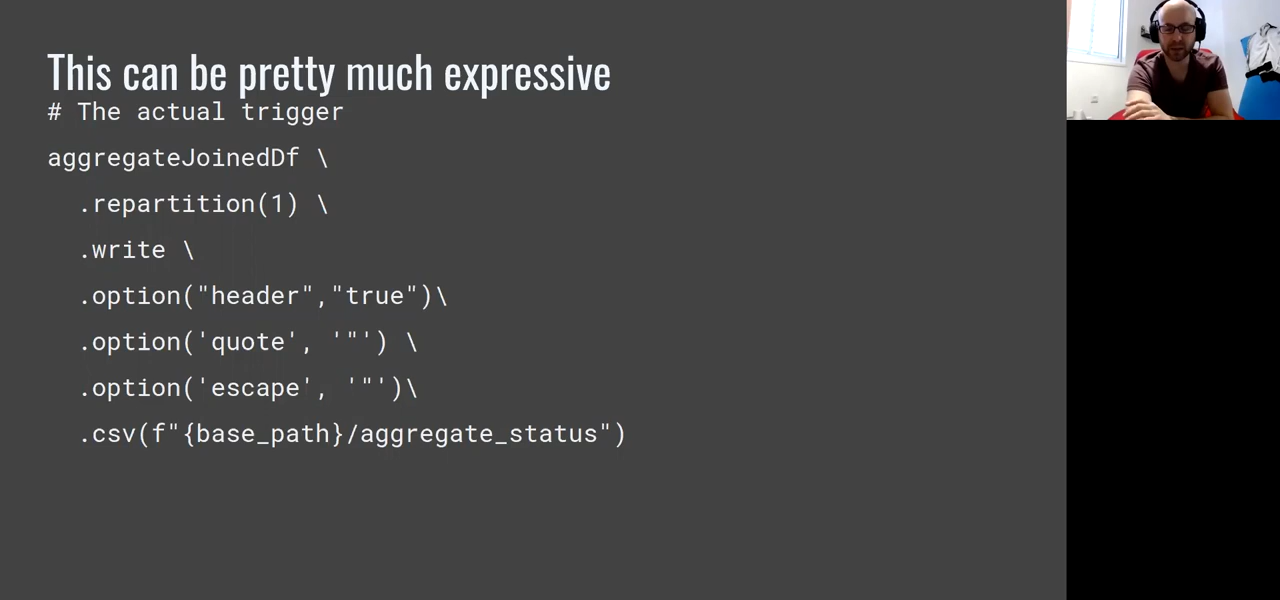 This can be pretty much expressive
# The actual trigger
aggregateJoinedDf \
.repartition(1) \
.write \
.option("header","true")\
.option('quote', '"') \
.option('escape', '"')\
.csv(f"{base_path}/aggregate_status")